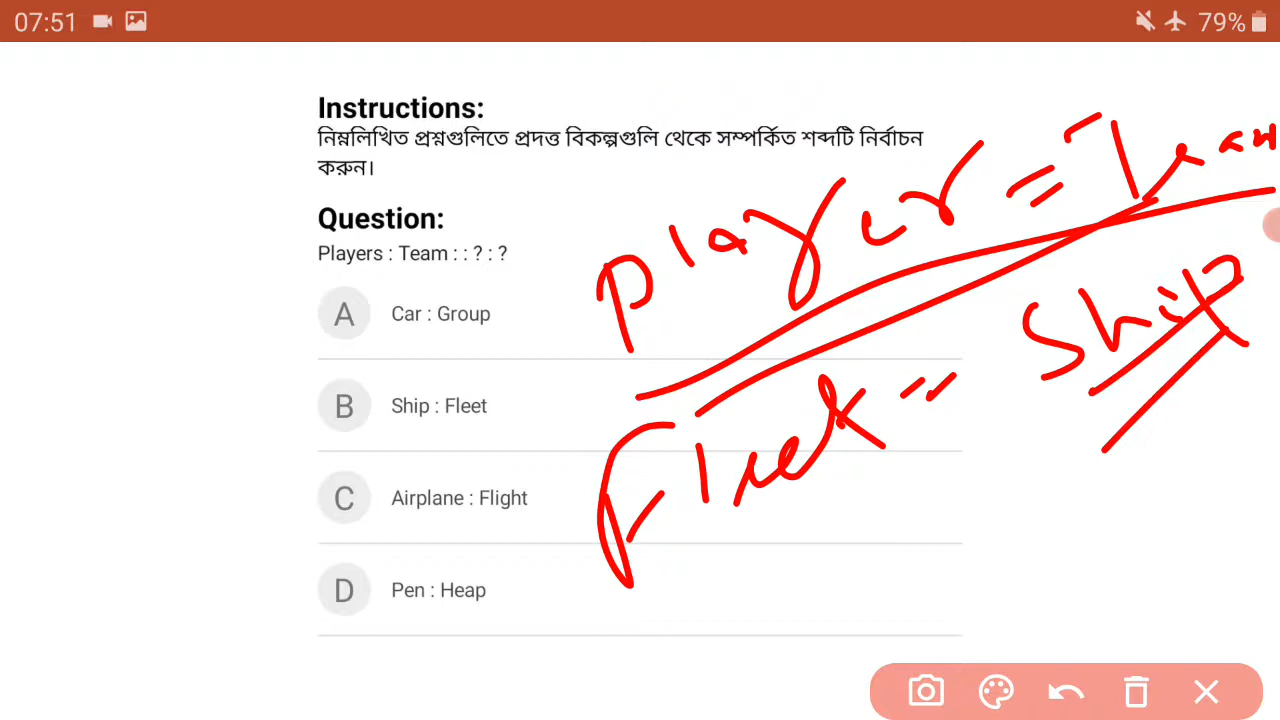 07:51 79%
Instructions:
নিম্নলিখিত প্রশ্নগুলিতে প্রদত্ত বিকল্পগুলি থেকে সম্পর্কিত শব্দটি নির্বাচন
করুন।
Question:
Players : Team : : ? : ?
A Car : Group
B Ship : Fleet
C Airplane : Flight
D Pen : Heap
player = Team
Fleet = Ship